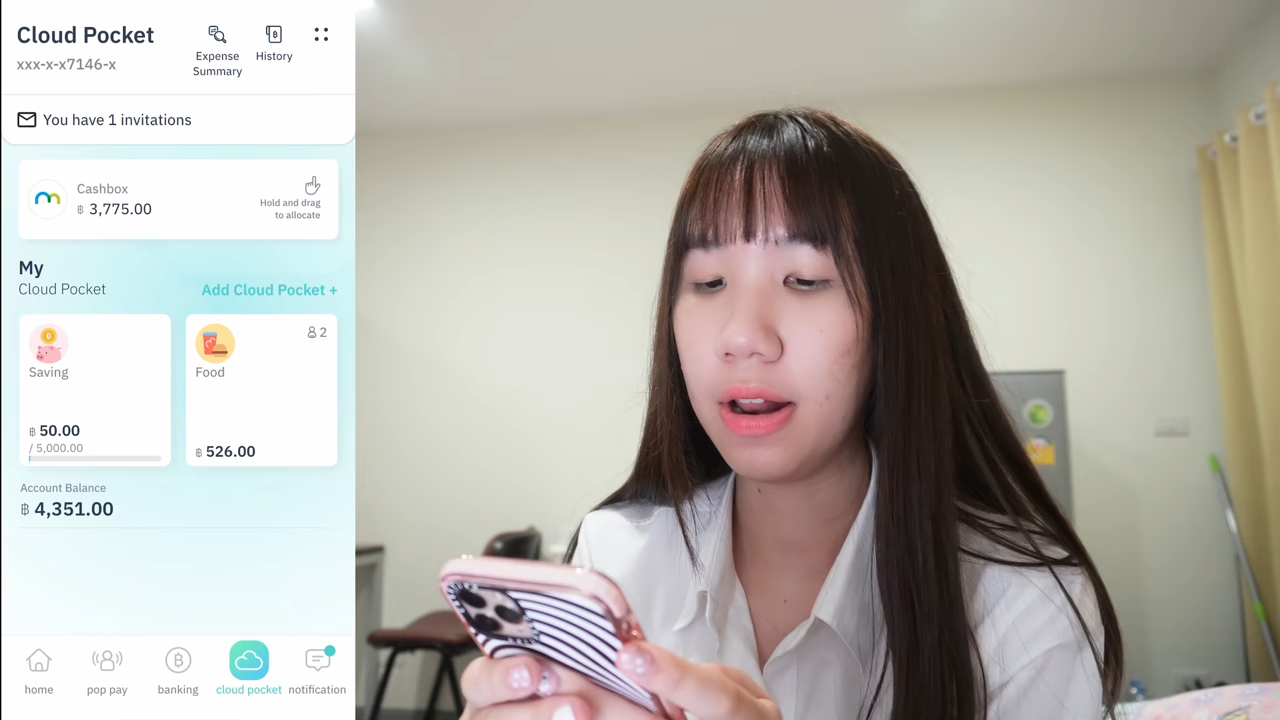 Cloud Pocket
xxx-x-x7146-x
Expense
Summary
History
You have 1 invitations
Cashbox
฿ 3,775.00
Hold and drag
to allocate
My
Cloud Pocket
Add Cloud Pocket +
Saving
฿ 50.00
/ 5,000.00
2
Food
฿ 526.00
Account Balance
฿ 4,351.00
home
pop pay
banking
cloud pocket
notification